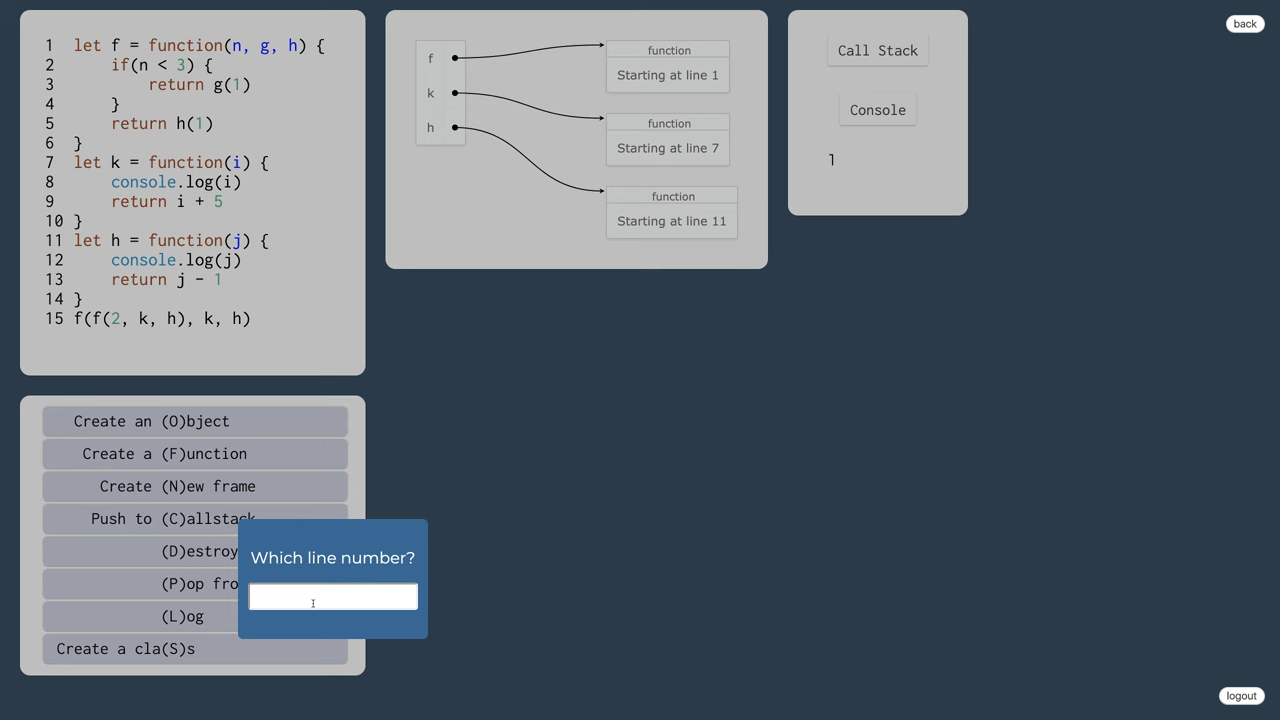 1 let f = function(n, g, h) {
2 if(n < 3) {
3 return g(1)
4 }
5 return h(1)
6 }
7 let k = function(i) {
8 console.log(i)
9 return i + 5
10 }
11 let h = function(j) {
12 console.log(j)
13 return j - 1
14 }
15 f(f(2, k, h), k, h)
Create an (O)bject
Create a (F)unction
Create (N)ew frame
Push to (C)allstack
(D)estroy
(P)op fro
(L)og
Create a cla(S)s
Which line number?
f
k
h
function
Starting at line 1
function
Starting at line 7
function
Starting at line 11
Call Stack
Console
1
back
logout